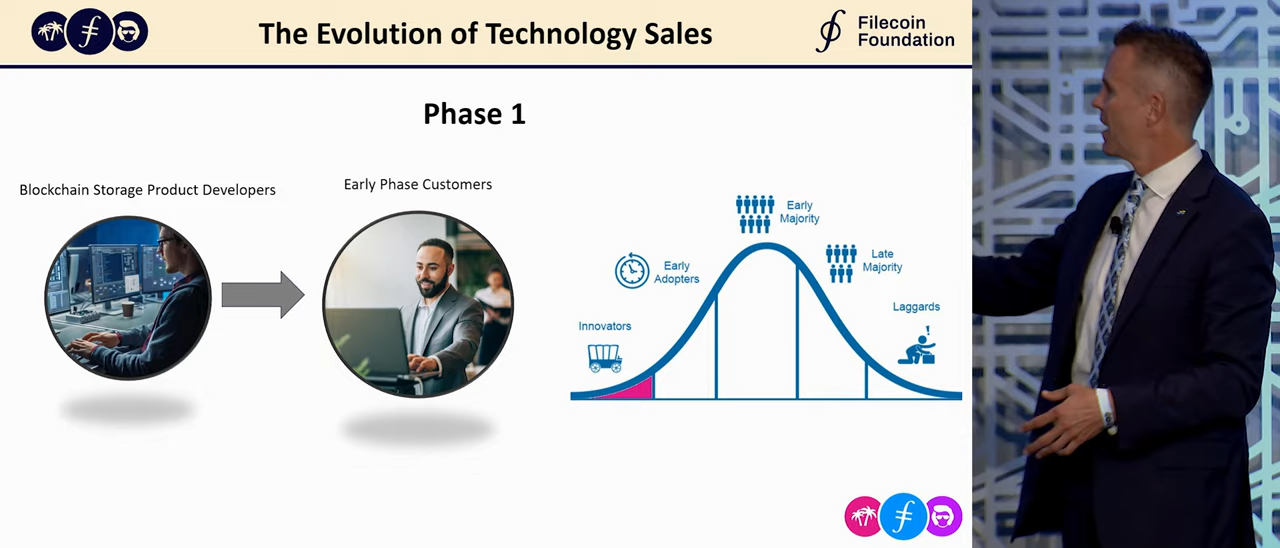 The Evolution of Technology Sales
Filecoin
Foundation
Phase 1
Blockchain Storage Product Developers
Early Phase Customers
Early
Majority
Early
Adopters
Late
Majority
Innovators
Laggards